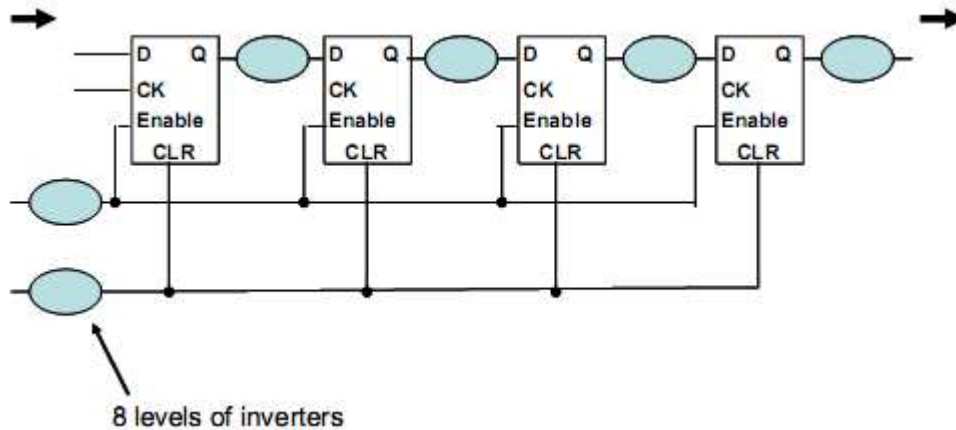 D Q D Q D Q D Q
CK CK CK CK
Enable Enable Enable Enable
CLR CLR CLR CLR
8 levels of inverters